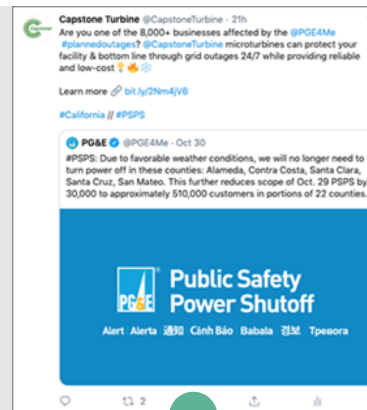 Capstone Turbine @CapstoneTurbine · 21h
Are you one of the 8,000+ businesses affected by the @PGE4Me
#plannedoutages? @CapstoneTurbine microturbines can protect your
facility & bottom line through grid outages 24/7 while providing reliable
and low-cost 💡🔥❄️
Learn more 🔗 bit.ly/2Nm4jV6
#California // #PSPS
PG&E @PGE4Me · Oct 30
#PSPS: Due to favorable weather conditions, we will no longer need to
turn power off in these counties: Alameda, Contra Costa, Santa Clara,
Santa Cruz, San Mateo. This further reduces scope of Oct. 29 PSPS by
30,000 to approximately 510,000 customers in portions of 22 counties.
PG&E
Public Safety
Power Shutoff
Alert Alerta 通知 Cảnh Báo Babala 경보 Тревога
2